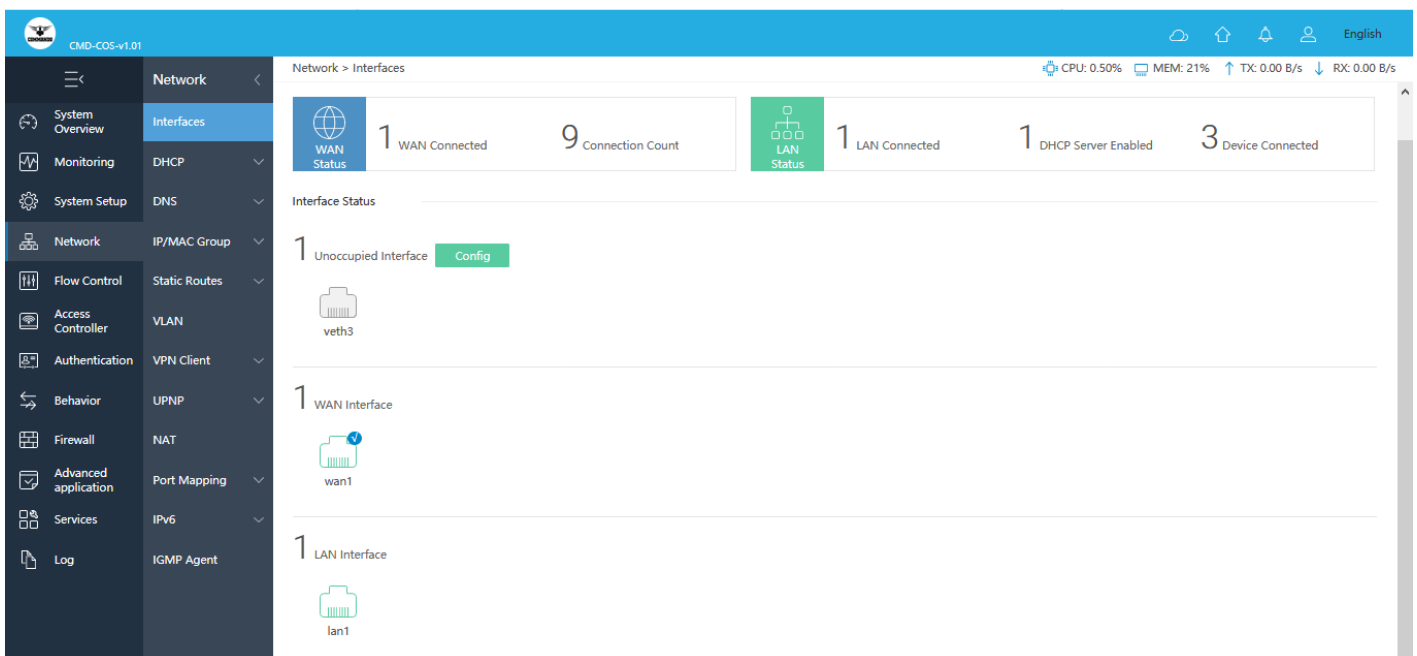 CMD-COS-v1.01
English
Network
Network > Interfaces
CPU: 0.50% MEM: 21% TX: 0.00 B/s RX: 0.00 B/s
System
Overview
Monitoring
System Setup
Network
Flow Control
Access
Controller
Authentication
Behavior
Firewall
Advanced
application
Services
Log
Interfaces
DHCP
DNS
IP/MAC Group
Static Routes
VLAN
VPN Client
UPNP
NAT
Port Mapping
IPv6
IGMP Agent
WAN
Status
1 WAN Connected
9 Connection Count
LAN
Status
1 LAN Connected
1 DHCP Server Enabled
3 Device Connected
Interface Status
1 Unoccupied Interface Config
veth3
1 WAN Interface
wan1
1 LAN Interface
lan1